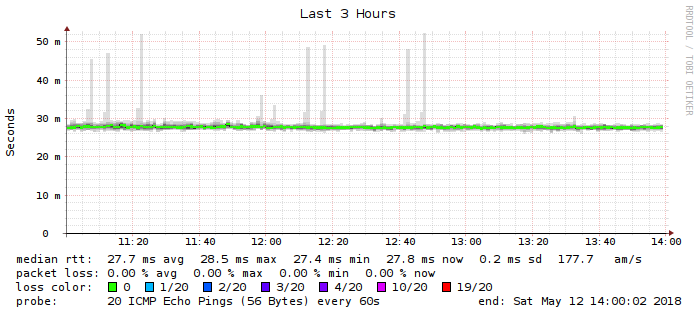 Last 3 Hours
RRDTOOL / TOBI OETIKER
Seconds
50 m
40 m
30 m
20 m
10 m
0
11:20 11:40 12:00 12:20 12:40 13:00 13:20 13:40 14:00
median rtt: 27.7 ms avg 28.5 ms max 27.4 ms min 27.8 ms now 0.2 ms sd 177.7 am/s
packet loss: 0.00 % avg 0.00 % max 0.00 % min 0.00 % now
loss color: 0 1/20 2/20 3/20 4/20 10/20 19/20
probe: 20 ICMP Echo Pings (56 Bytes) every 60s end: Sat May 12 14:00:02 2018